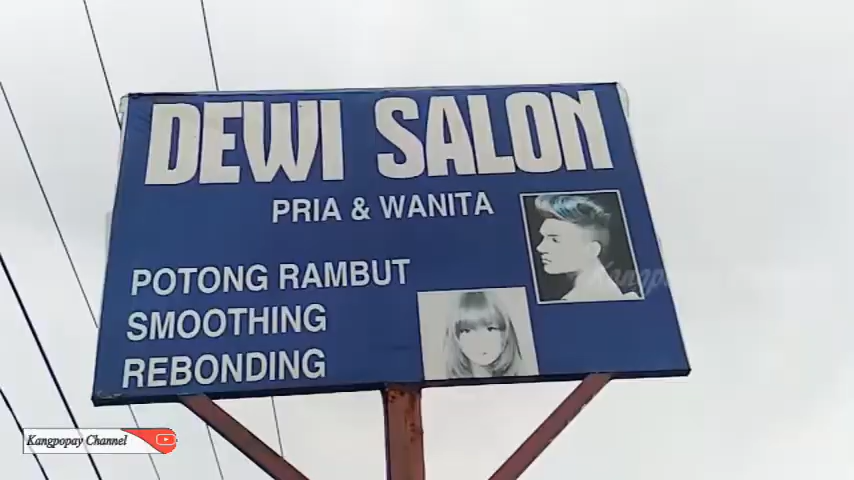 DEWI SALON
PRIA & WANITA
POTONG RAMBUT
SMOOTHING
REBONDING
Kangpopay Channel